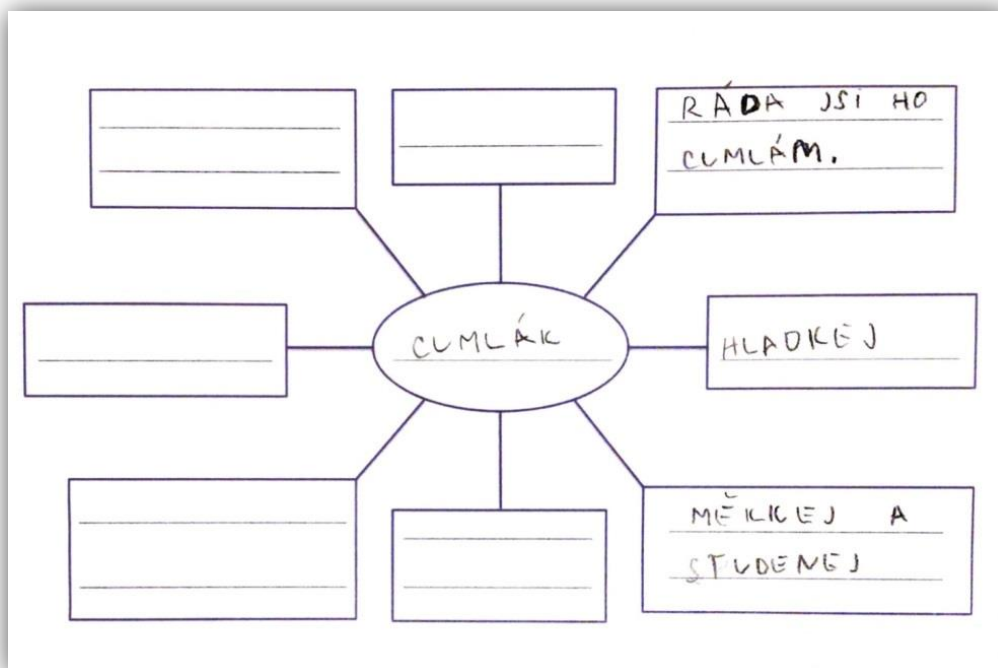 RÁDA JSI HO
CUMLÁM.
CUMLÁK
HLADKEJ
MĚKKEJ A
STUDENEJ